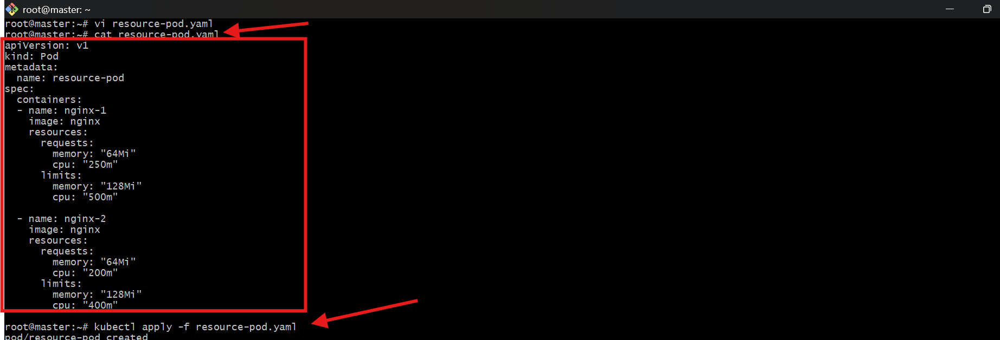 root@master: ~
root@master:~# vi resource-pod.yaml
root@master:~# cat resource-pod.yaml
apiVersion: v1
kind: Pod
metadata:
  name: resource-pod
spec:
  containers:
  - name: nginx-1
    image: nginx
    resources:
      requests:
        memory: "64Mi"
        cpu: "250m"
      limits:
        memory: "128Mi"
        cpu: "500m"

  - name: nginx-2
    image: nginx
    resources:
      requests:
        memory: "64Mi"
        cpu: "200m"
      limits:
        memory: "128Mi"
        cpu: "400m"

root@master:~# kubectl apply -f resource-pod.yaml
pod/resource-pod created